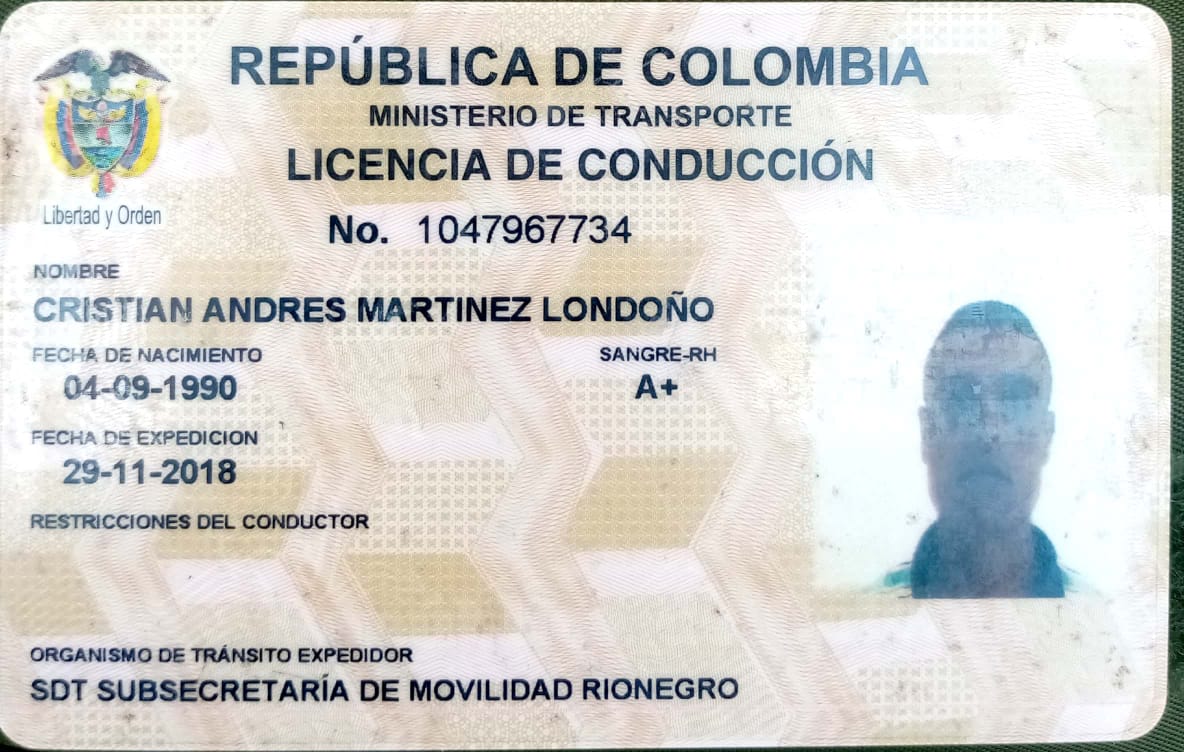 REPÚBLICA DE COLOMBIA
MINISTERIO DE TRANSPORTE
LICENCIA DE CONDUCCIÓN
Libertad y Orden
No. 1047967734
NOMBRE
CRISTIAN ANDRES MARTINEZ LONDOÑO
FECHA DE NACIMIENTO SANGRE-RH
04-09-1990 A+
FECHA DE EXPEDICION
29-11-2018
RESTRICCIONES DEL CONDUCTOR
ORGANISMO DE TRÁNSITO EXPEDIDOR
SDT SUBSECRETARÍA DE MOVILIDAD RIONEGRO